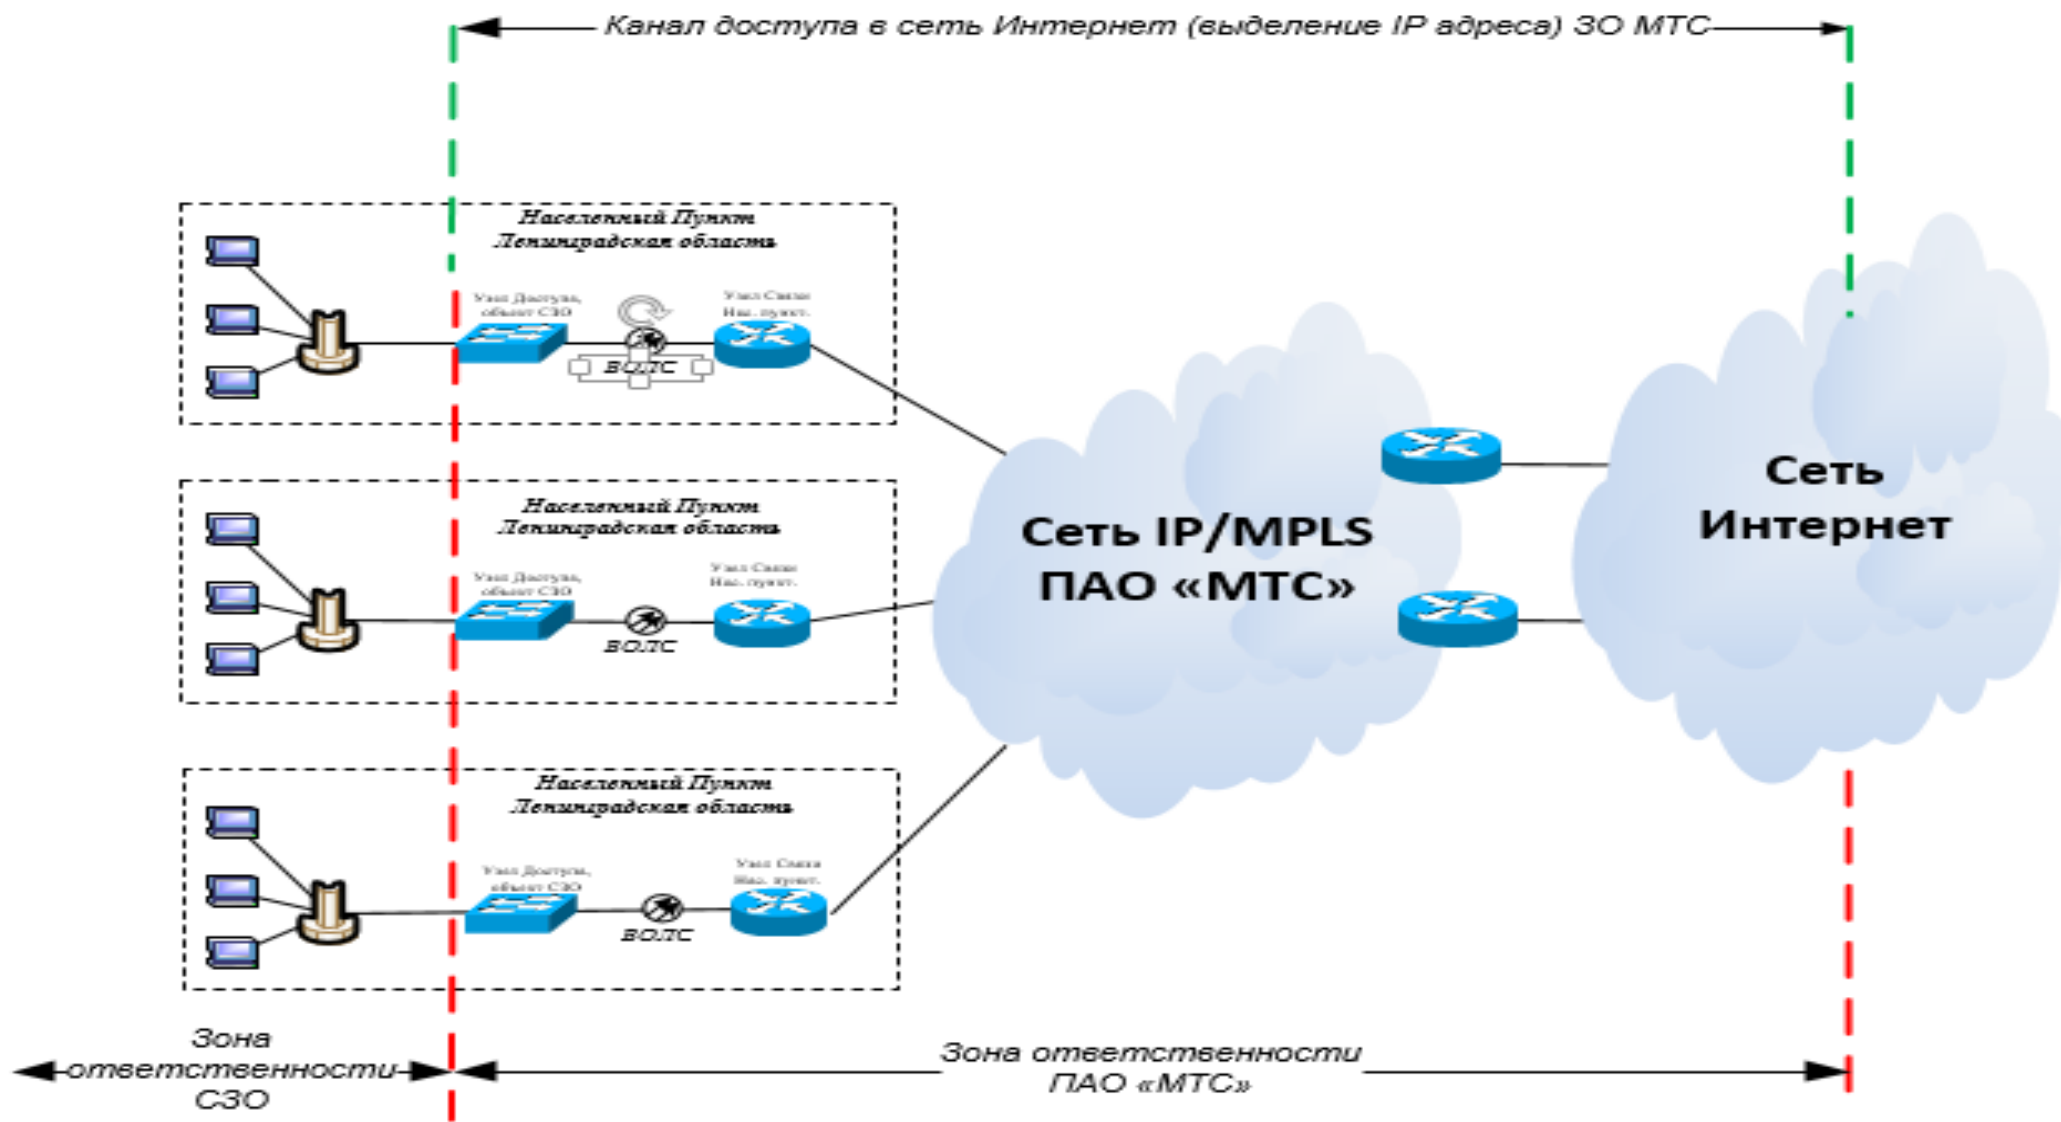 Канал доступа в сеть Интернет (выделение IP адреса) ЗО МТС
Населенный Пункт
Ленинградская область
Узел Доступа,
объект СЗО
Узел Связи
Нас. пункт.
ВОЛС
Населенный Пункт
Ленинградская область
Узел Доступа,
объект СЗО
Узел Связи
Нас. пункт.
ВОЛС
Населенный Пункт
Ленинградская область
Узел Доступа,
объект СЗО
Узел Связи
Нас. пункт.
ВОЛС
Сеть IP/MPLS
ПАО «МТС»
Сеть
Интернет
Зона
ответственности
СЗО
Зона ответственности
ПАО «МТС»